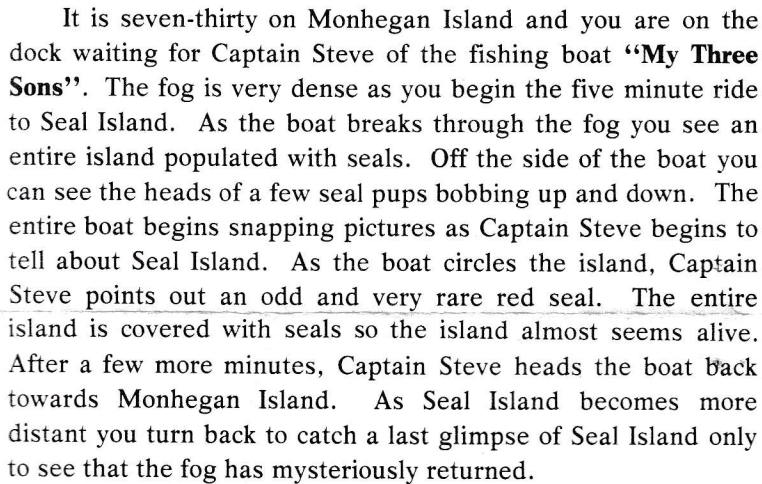 It is seven-thirty on Monhegan Island and you are on the
dock waiting for Captain Steve of the fishing boat “My Three
Sons”. The fog is very dense as you begin the five minute ride
to Seal Island. As the boat breaks through the fog you see an
entire island populated with seals. Off the side of the boat you
can see the heads of a few seal pups bobbing up and down. The
entire boat begins snapping pictures as Captain Steve begins to
tell about Seal Island. As the boat circles the island, Captain
Steve points out an odd and very rare red seal. The entire
island is covered with seals so the island almost seems alive.
After a few more minutes, Captain Steve heads the boat back
towards Monhegan Island. As Seal Island becomes more
distant you turn back to catch a last glimpse of Seal Island only
to see that the fog has mysteriously returned.